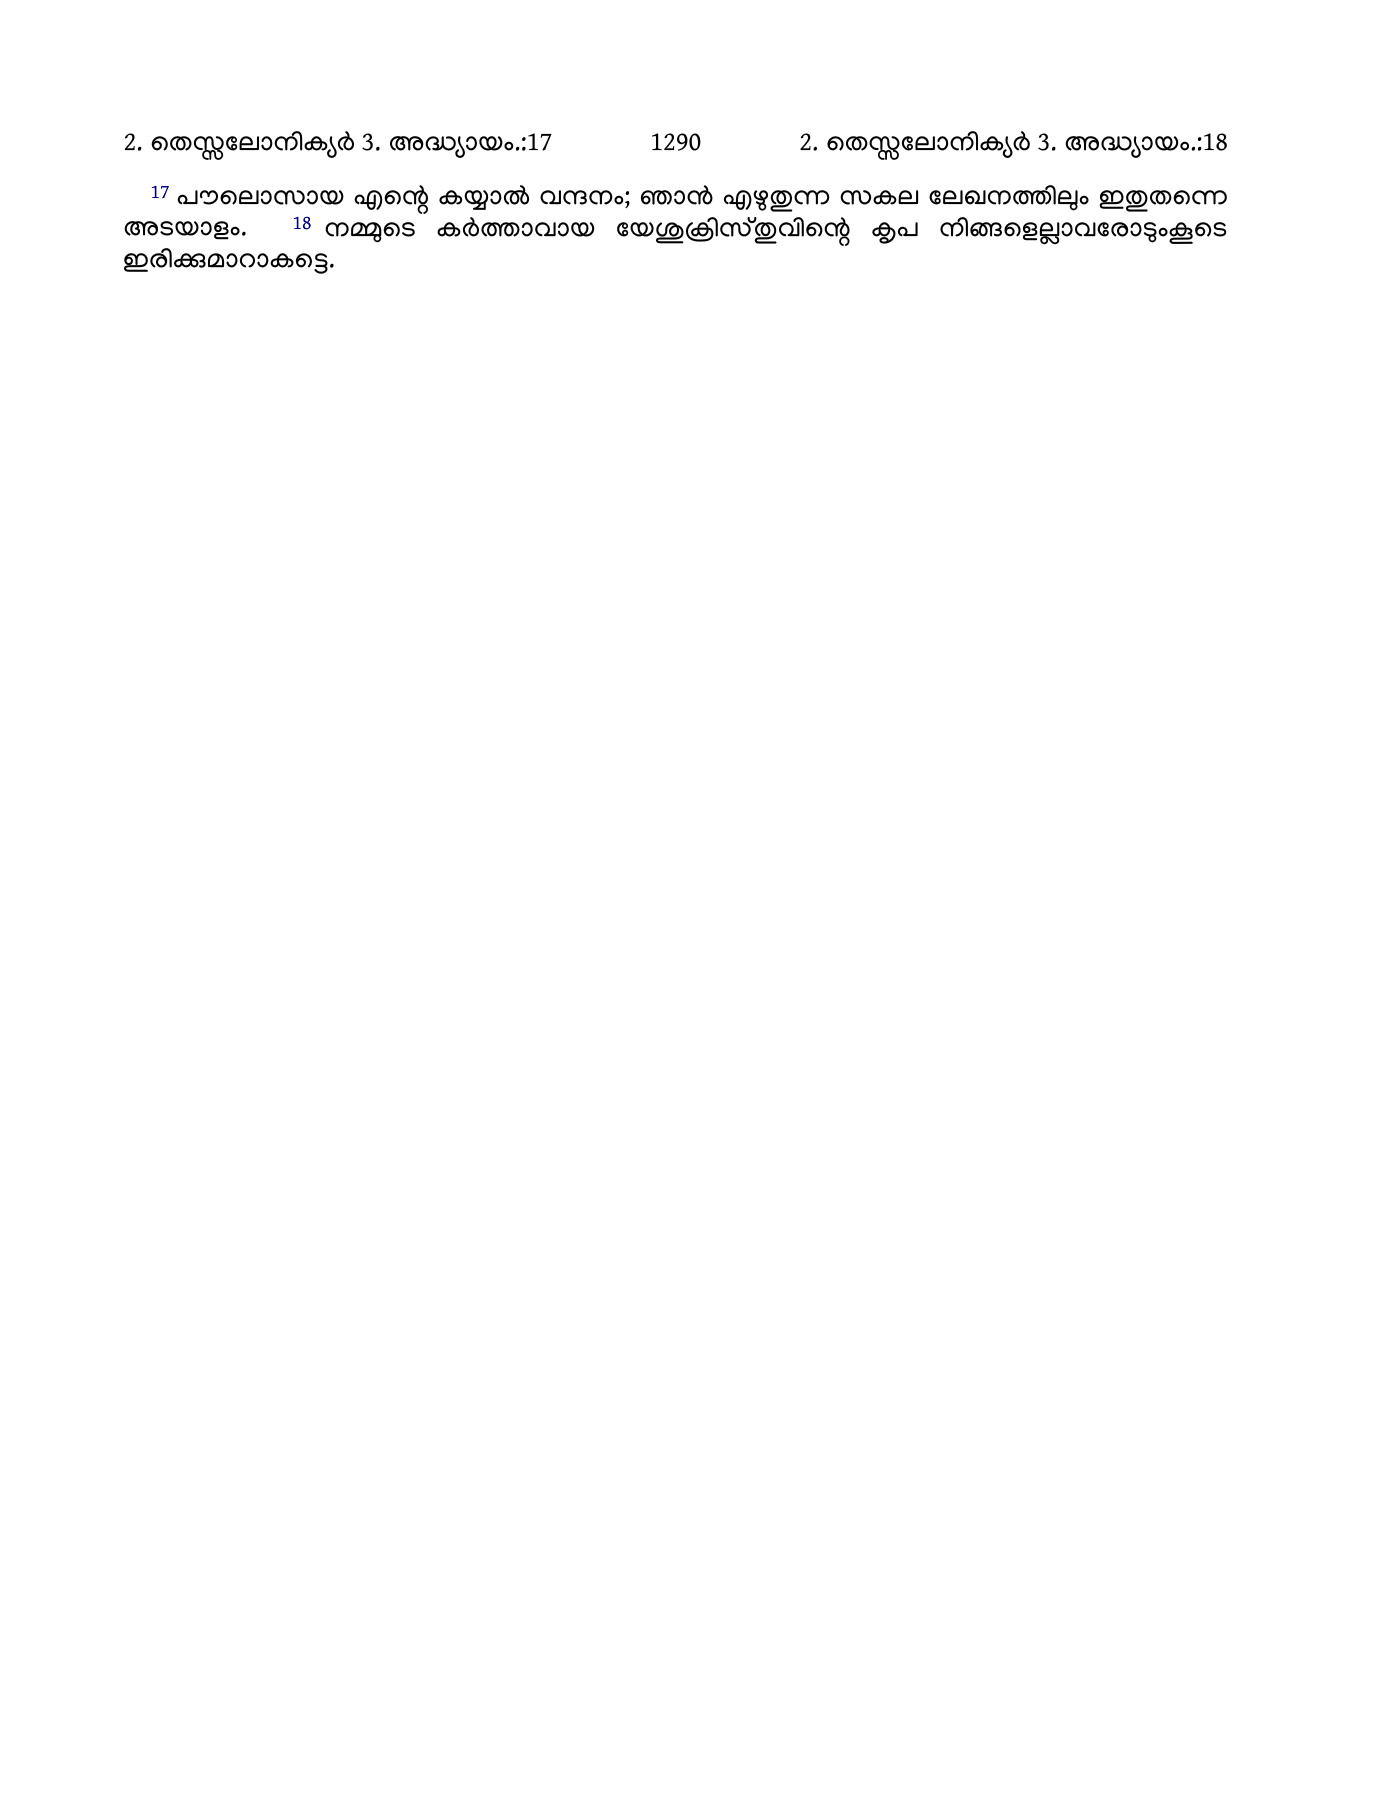 2. തെസ്സലോനിക്യർ 3. അദ്ധ്യായം.:17 1290 2. തെസ്സലോനിക്യർ 3. അദ്ധ്യായം.:18
17 പൗലൊസായ എന്റെ കയ്യാൽ വന്ദനം; ഞാൻ എഴുതുന്ന സകല ലേഖനത്തിലും ഇതുതന്നെ
അടയാളം. 18 നമ്മുടെ കർത്താവായ യേശുക്രിസ്തുവിന്റെ കൃപ നിങ്ങളെല്ലാവരോടുംകൂടെ
ഇരിക്കുമാറാകട്ടെ.